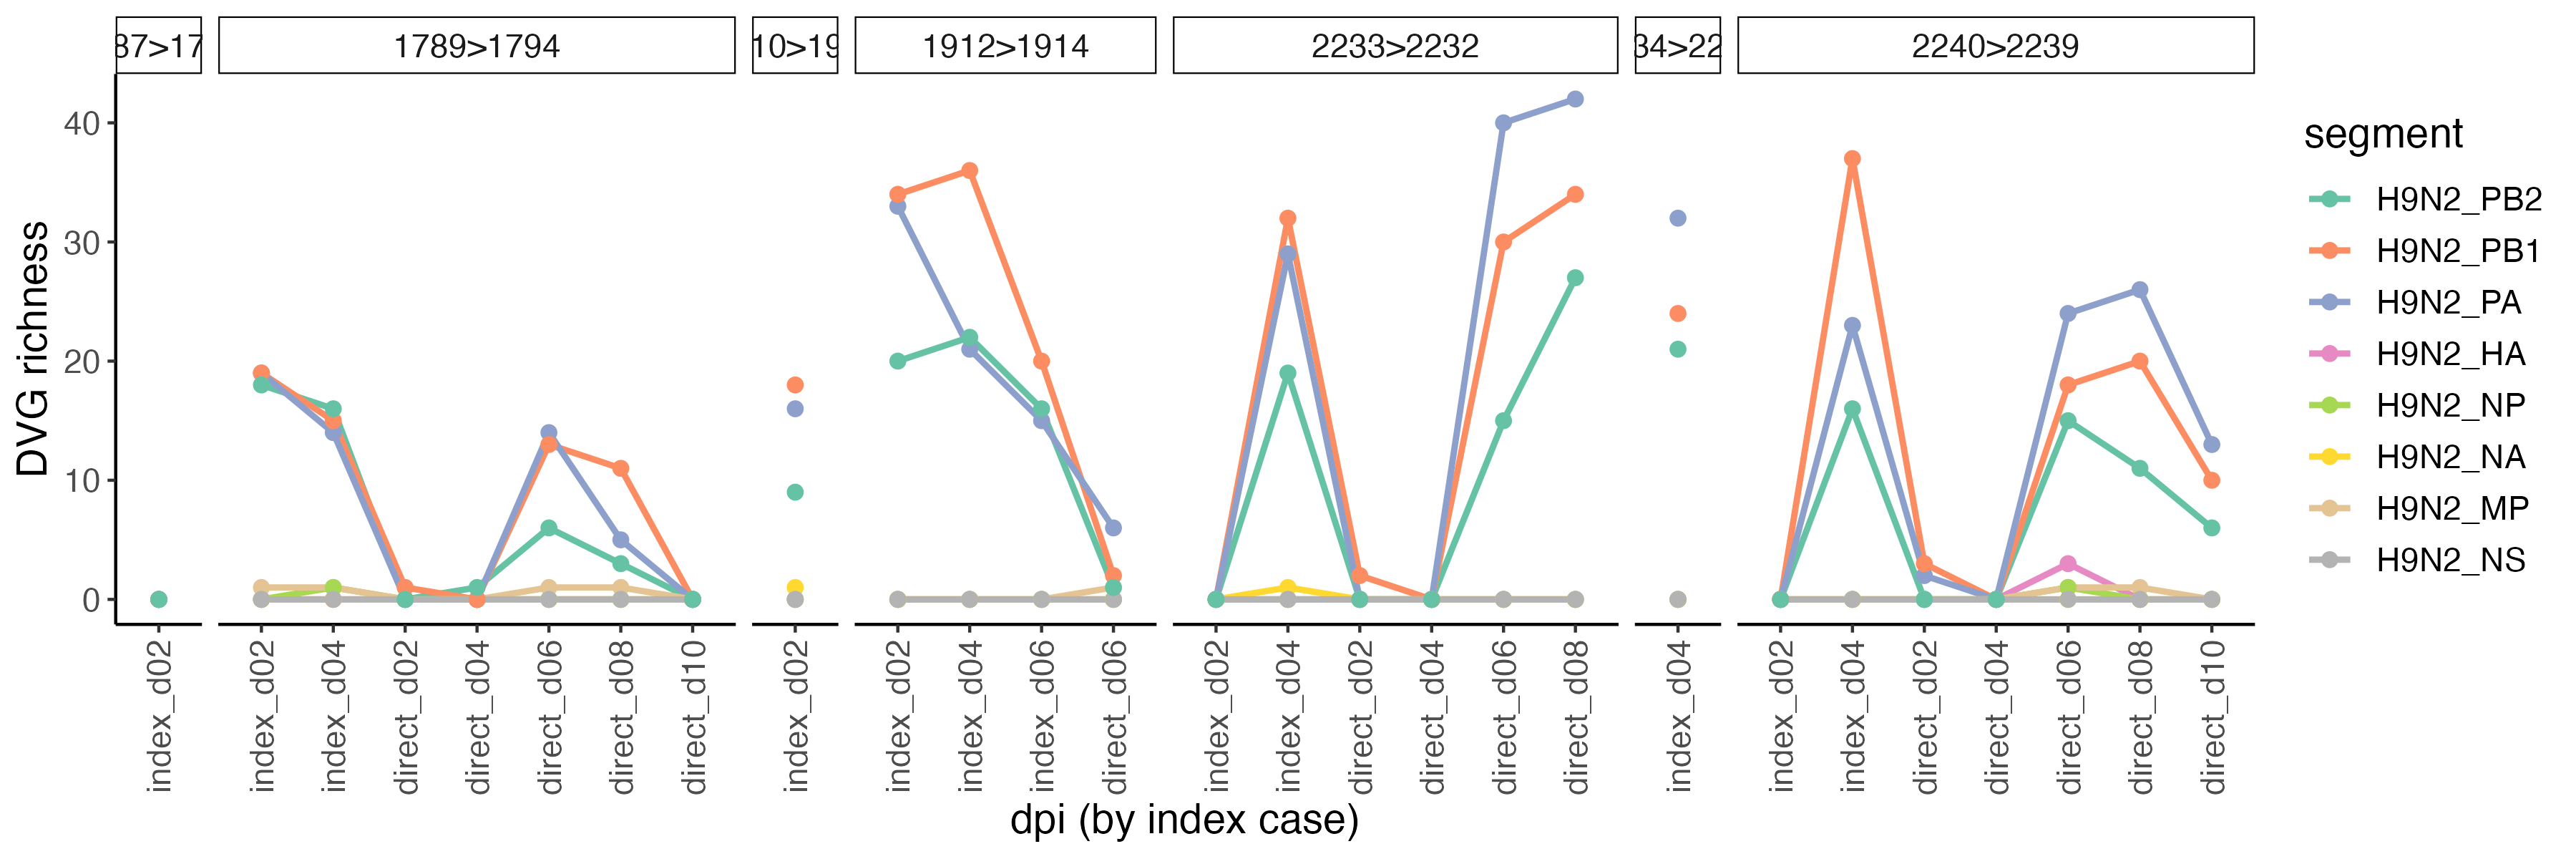 87>17
1789>1794
10>19
1912>1914
2233>2232
34>22
2240>2239
DVG richness
40
30
20
10
0
index_d02
index_d02
index_d04
direct_d02
direct_d04
direct_d06
direct_d08
direct_d10
index_d02
index_d02
index_d04
index_d06
direct_d06
index_d02
index_d04
direct_d02
direct_d04
direct_d06
direct_d08
index_d04
index_d02
index_d04
direct_d02
direct_d04
direct_d06
direct_d08
direct_d10
dpi (by index case)
segment
H9N2_PB2
H9N2_PB1
H9N2_PA
H9N2_HA
H9N2_NP
H9N2_NA
H9N2_MP
H9N2_NS